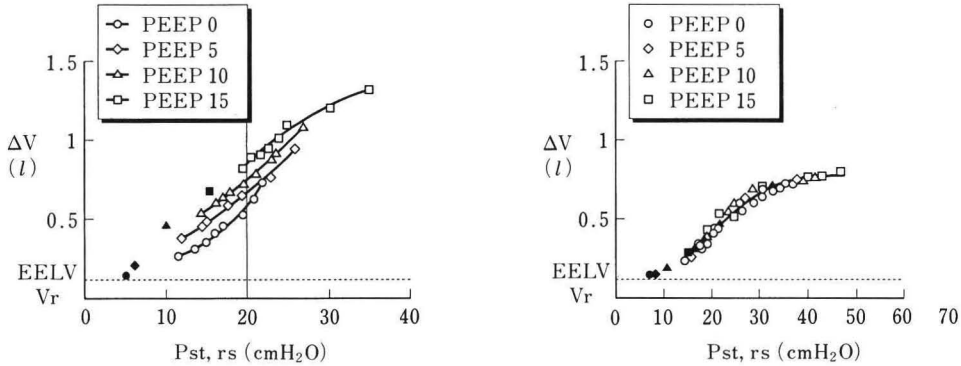 PEEP 0
PEEP 5
PEEP 10
PEEP 15
1.5
1
0.5
ΔV
(l)
EELV
Vr
0 10 20 30 40
Pst, rs (cmH₂O)
PEEP 0
PEEP 5
PEEP 10
PEEP 15
1.5
1
0.5
ΔV
(l)
EELV
Vr
0 10 20 30 40 50 60 70
Pst, rs (cmH₂O)